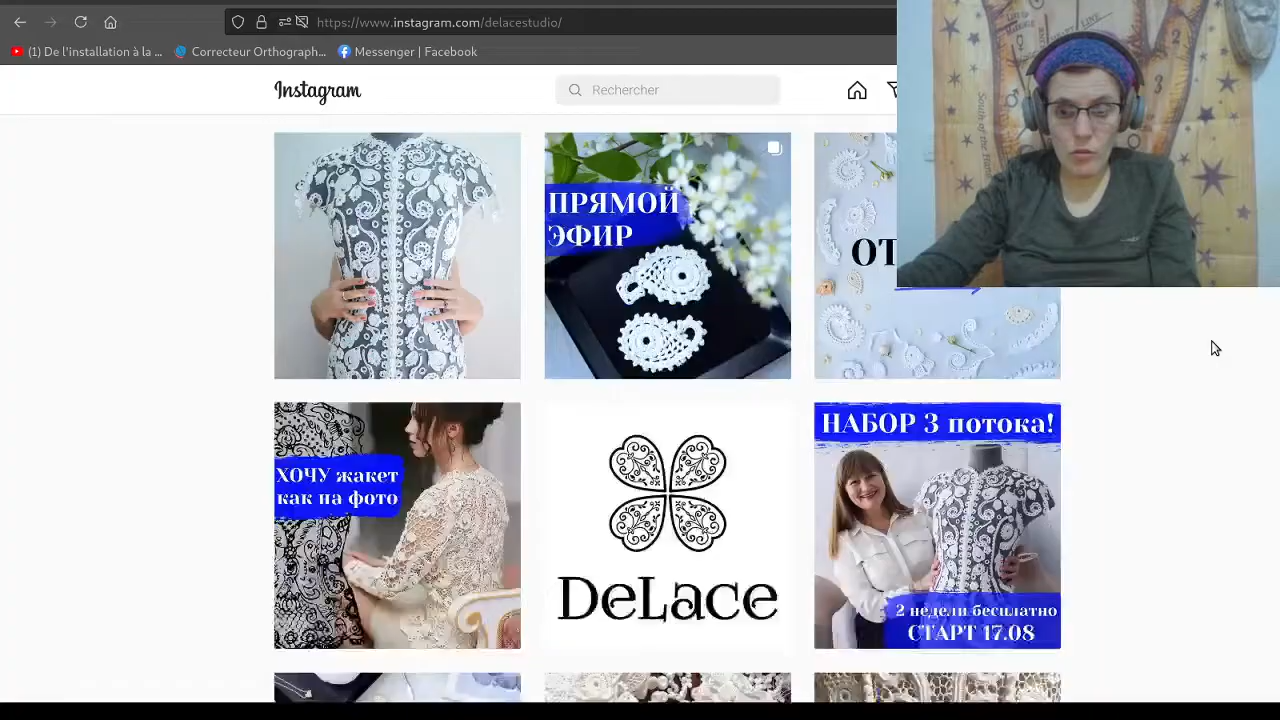 https://www.instagram.com/delacestudio/
(1) De l'installation à la ...
Correcteur Orthograph...
Messenger | Facebook
Instagram
Rechercher
ПРЯМОЙ
ЭФИР
ОТ
ХОЧУ жакет
как на фото
DeLace
НАБОР 3 потока!
2 недели бесплатно
СТАРТ 17.08